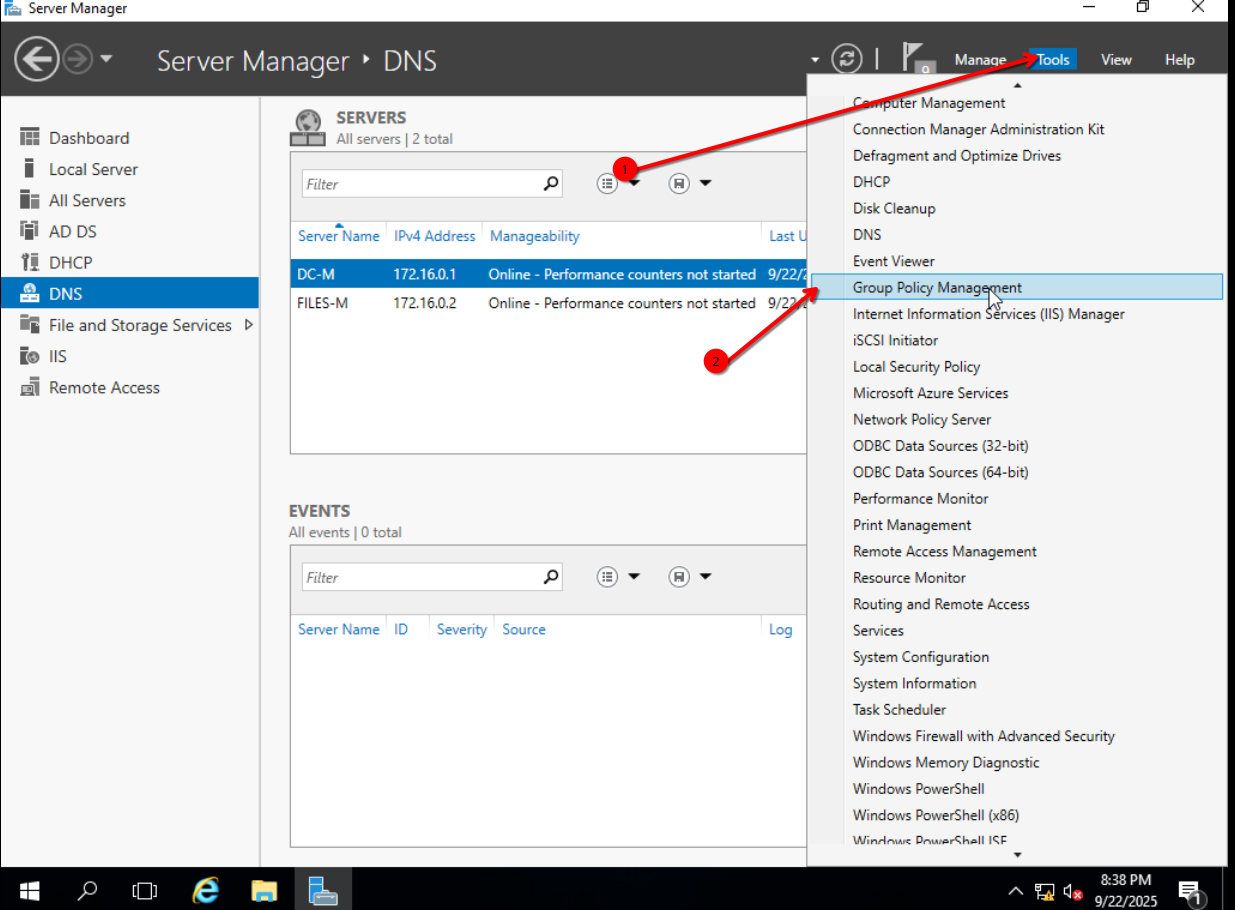 Server Manager
Server Manager DNS
Manage Tools View Help
Dashboard
Local Server
All Servers
AD DS
DHCP
DNS
File and Storage Services
IIS
Remote Access
SERVERS
All servers | 2 total
1
Filter
Server Name IPv4 Address Manageability Last U
DC-M 172.16.0.1 Online - Performance counters not started 9/22/2
FILES-M 172.16.0.2 Online - Performance counters not started 9/22/2
2
EVENTS
All events | 0 total
Filter
Server Name ID Severity Source Log
Computer Management
Connection Manager Administration Kit
Defragment and Optimize Drives
DHCP
Disk Cleanup
DNS
Event Viewer
Group Policy Management
Internet Information Services (IIS) Manager
iSCSI Initiator
Local Security Policy
Microsoft Azure Services
Network Policy Server
ODBC Data Sources (32-bit)
ODBC Data Sources (64-bit)
Performance Monitor
Print Management
Remote Access Management
Resource Monitor
Routing and Remote Access
Services
System Configuration
System Information
Task Scheduler
Windows Firewall with Advanced Security
Windows Memory Diagnostic
Windows PowerShell
Windows PowerShell (x86)
Windows PowerShell ISE
8:38 PM
9/22/2025
1